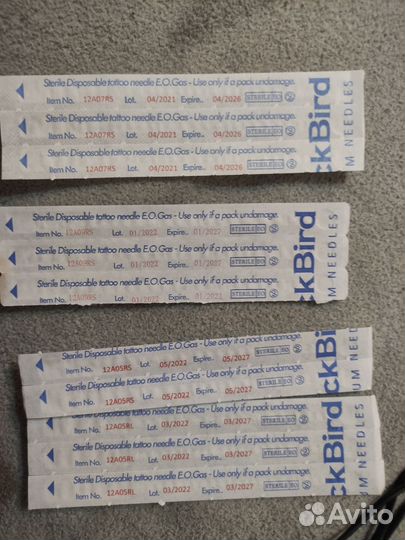 Sterile Disposable tattoo needle E.O.Gas - Use only if a pack undamage.
Item No. 12A07RS Lot. 04/2021 Expire.. 04/2026 STERILE EO
Sterile Disposable tattoo needle E.O.Gas - Use only if a pack undamage.
Item No. 12A07RS Lot. 04/2021 Expire.. 04/2026 STERILE EO
Sterile Disposable tattoo needle E.O.Gas - Use only if a pack undamage.
Item No. 12A07RS Lot. 04/2021 Expire.. 04/2026 STERILE EO
ckBird
M NEEDLES
Sterile Disposable tattoo needle E.O.Gas - Use only if a pack undamage.
Item No. Lot. 01/2022 Expire.. 01/2027 STERILE EO
Sterile Disposable tattoo needle E.O.Gas - Use only if a pack undamage.
Item No. Lot. 01/2022 Expire.. 01/2027 STERILE EO
Sterile Disposable tattoo needle E.O.Gas - Use only if a pack undamage.
Item No. Lot. 01/2022 Expire.. 01/2027 STERILE EO
ckBird
M NEEDLES
Sterile Disposable tattoo needle E.O.Gas - Use only if a pack undamage.
Item No. 12A05RS Lot. 05/2022 Expire.. 05/2027 STERILE EO
Sterile Disposable tattoo needle E.O.Gas - Use only if a pack undamage.
Item No. 12A05RS Lot. 05/2022 Expire.. 05/2027 STERILE EO
Item No. 12A05RL Lot. 03/2022 Expire.. 03/2027 STERILE EO
Sterile Disposable tattoo needle E.O.Gas - Use only if a pack undamage.
Item No. 12A05RL Lot. 03/2022 Expire.. 03/2027 STERILE EO
Sterile Disposable tattoo needle E.O.Gas - Use only if a pack undamage.
Item No. 12A05RL Lot. 03/2022 Expire.. 03/2027 STERILE EO
ckBird
UM NEED
ckBird
UM NEEDLES
Avito